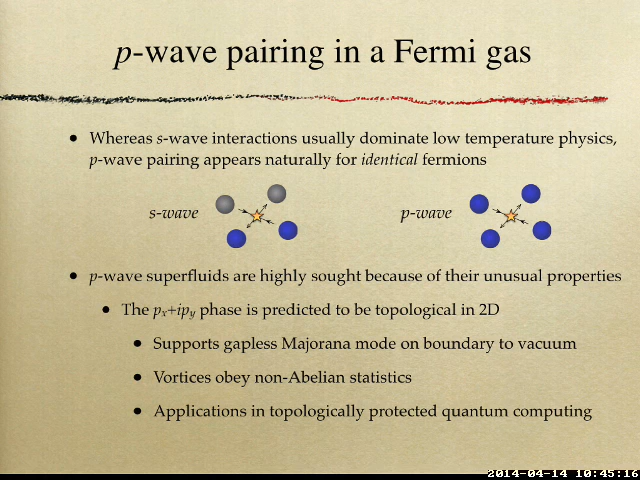 p-wave pairing in a Fermi gas
• Whereas s-wave interactions usually dominate low temperature physics,
p-wave pairing appears naturally for identical fermions
s-wave
p-wave
• p-wave superfluids are highly sought because of their unusual properties
• The px+ipy phase is predicted to be topological in 2D
• Supports gapless Majorana mode on boundary to vacuum
• Vortices obey non-Abelian statistics
• Applications in topologically protected quantum computing
2014-04-14 10:45:16